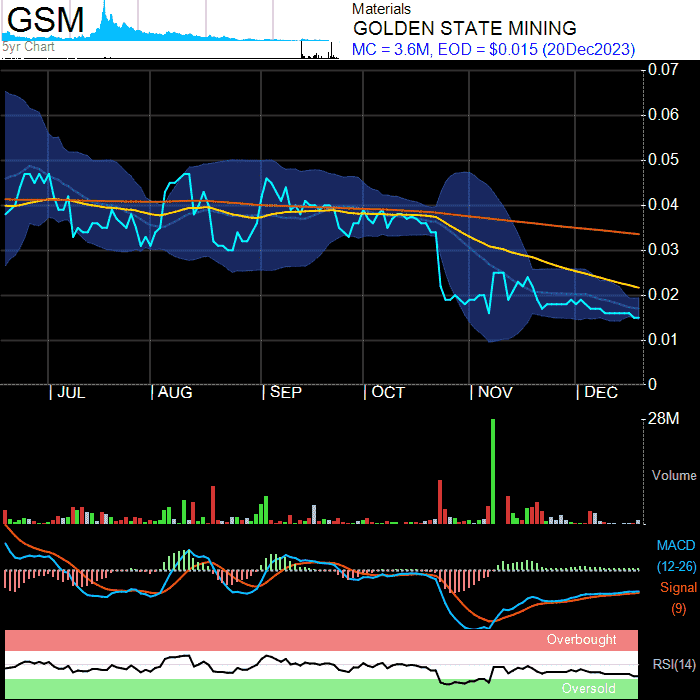 GSM
5yr Chart
Materials
GOLDEN STATE MINING
MC = 3.6M, EOD = $0.015 (20Dec2023)
0.07
0.06
0.05
0.04
0.03
0.02
0.01
0
JUL
AUG
SEP
OCT
NOV
DEC
28M
Volume
MACD
(12-26)
Signal
(9)
Overbought
RSI(14)
Oversold